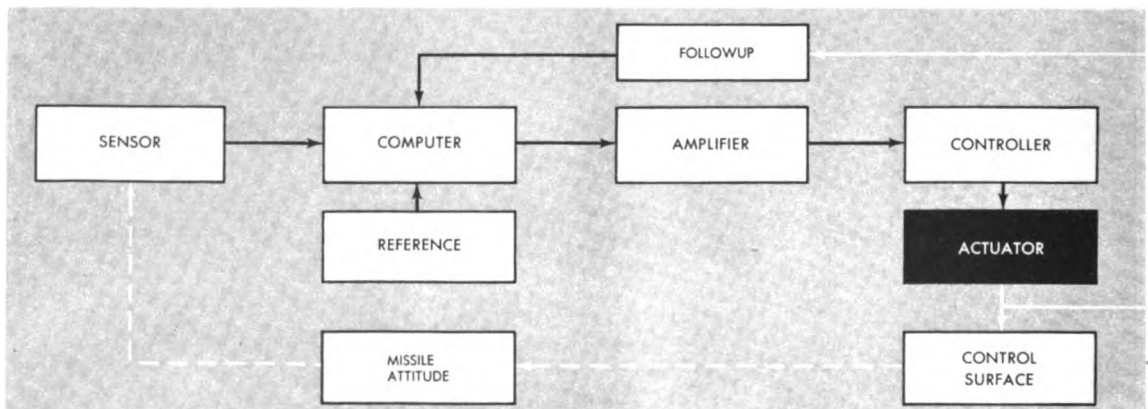 FOLLOWUP
SENSOR
COMPUTER
AMPLIFIER
CONTROLLER
REFERENCE
ACTUATOR
MISSILE
ATTITUDE
CONTROL
SURFACE